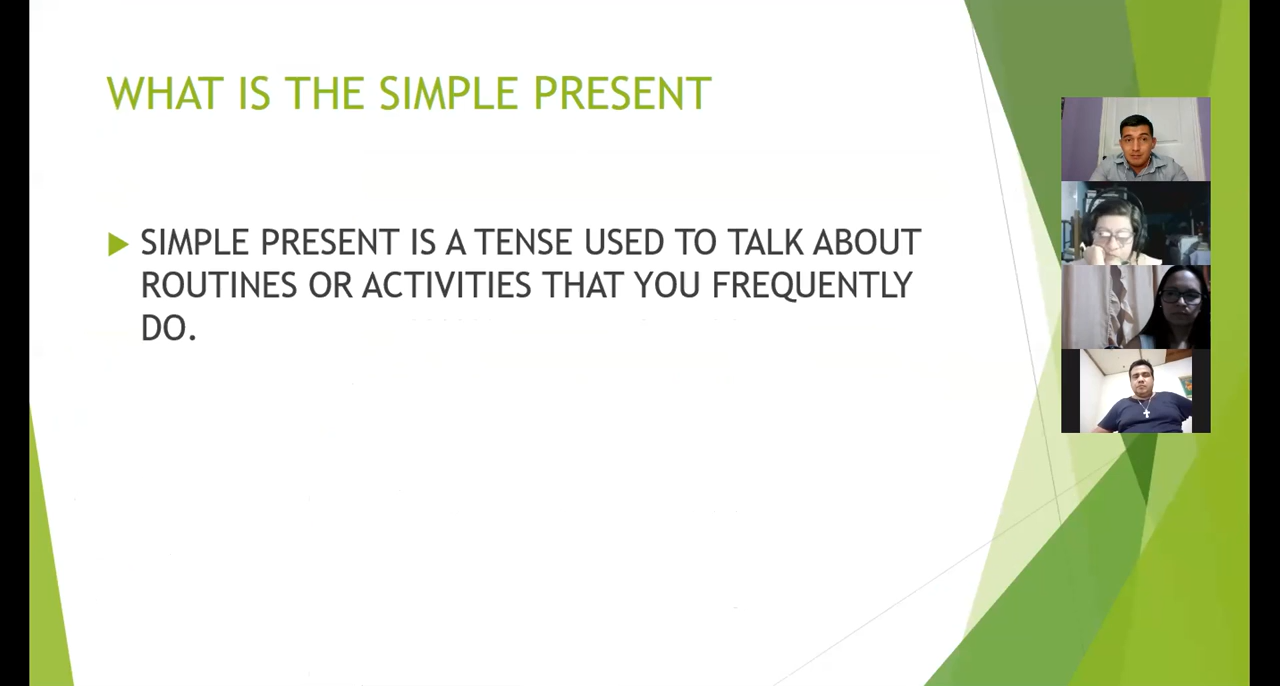 WHAT IS THE SIMPLE PRESENT
SIMPLE PRESENT IS A TENSE USED TO TALK ABOUT
ROUTINES OR ACTIVITIES THAT YOU FREQUENTLY
DO.